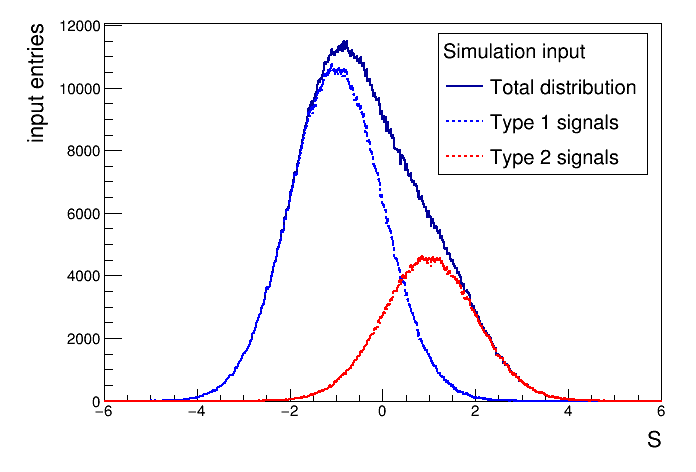 input entries
12000
10000
8000
6000
4000
2000
0
Simulation input
Total distribution
Type 1 signals
Type 2 signals
−6 −4 −2 0 2 4 6
S